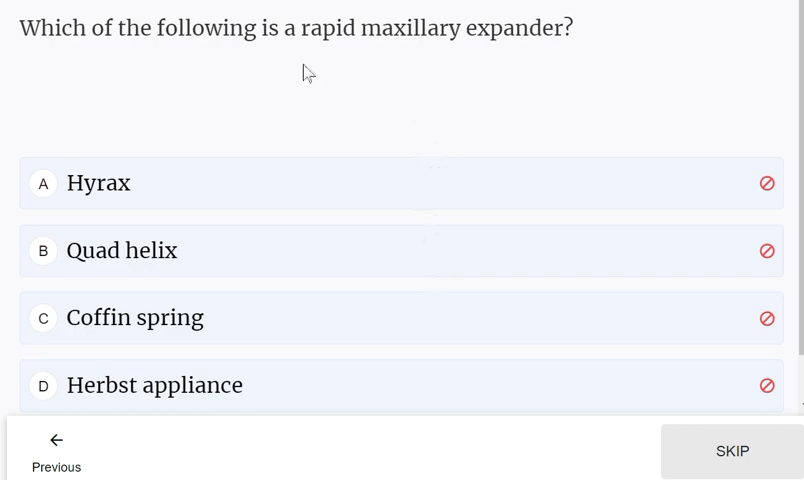 Which of the following is a rapid maxillary expander?
A Hyrax
B Quad helix
C Coffin spring
D Herbst appliance
Previous
SKIP